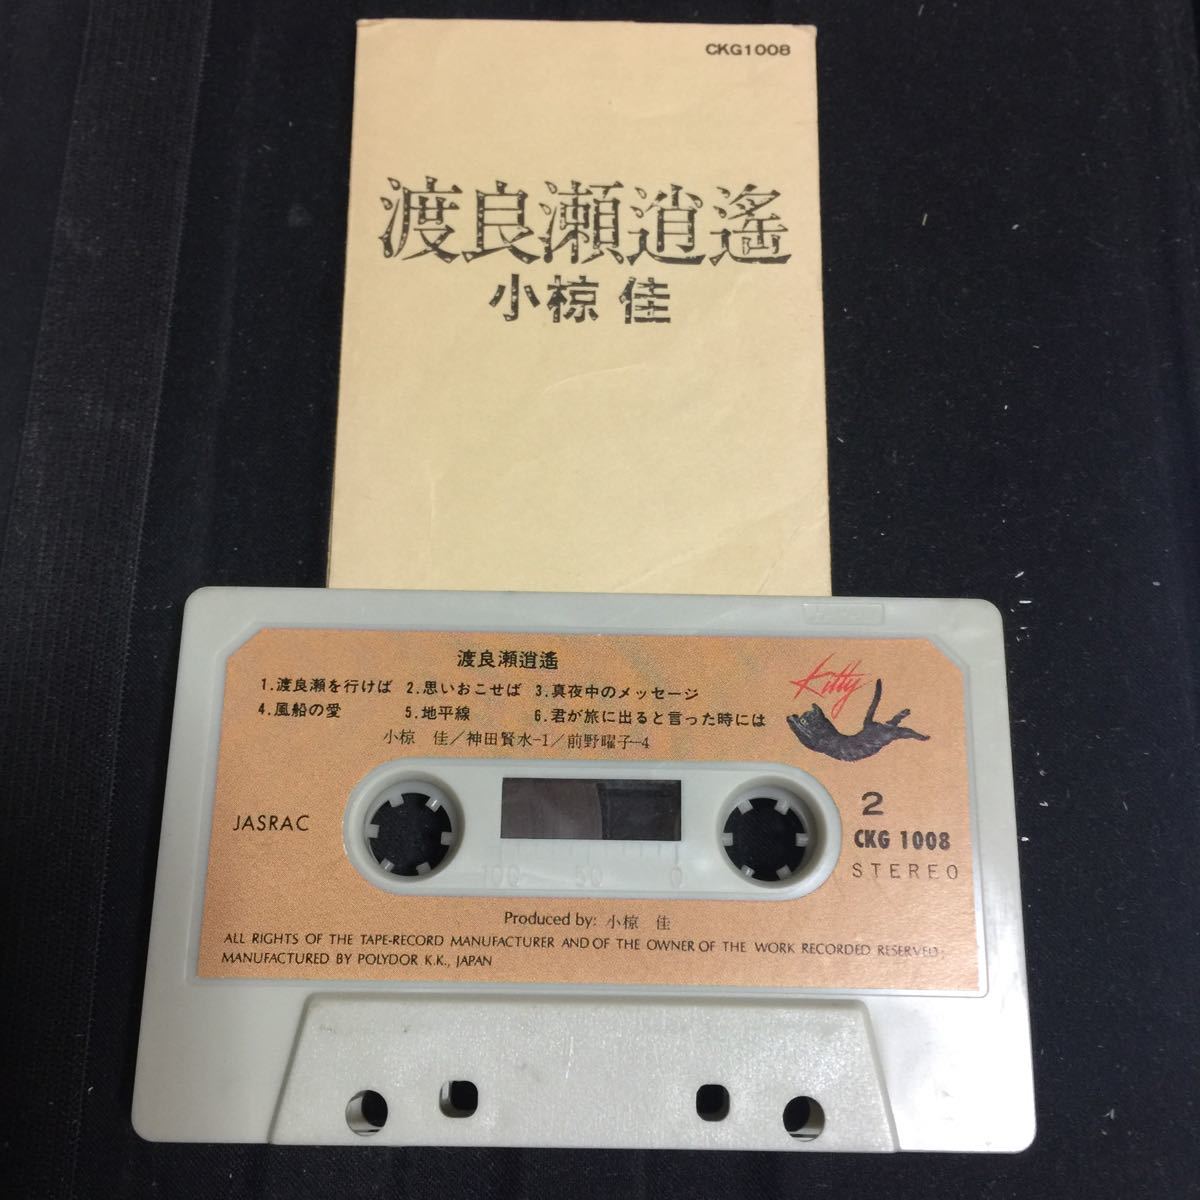 CKG1008
渡良瀬逍遙
小椋 佳
渡良瀬逍遙
1.渡良瀬を行けば 2.思いおこせば 3.真夜中のメッセージ
4.風船の愛 5.地平線 6.君が旅に出ると言った時には
小椋 佳/神田賢水-1/前野曜子-4
Kitty
JASRAC
2
CKG 1008
STEREO
100 50 0
Produced by: 小椋 佳
ALL RIGHTS OF THE TAPE-RECORD MANUFACTURER AND OF THE OWNER OF THE WORK RECORDED RESERVED,
MANUFACTURED BY POLYDOR K.K., JAPAN